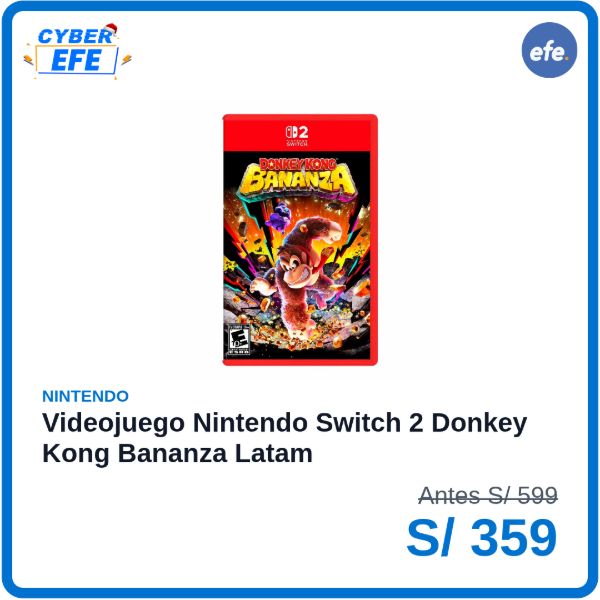 CYBER
EFE
efe.
2
NINTENDO
SWITCH
DONKEY KONG
BANANZA
E
ESRB
NINTENDO
Videojuego Nintendo Switch 2 Donkey
Kong Bananza Latam
Antes S/ 599
S/ 359